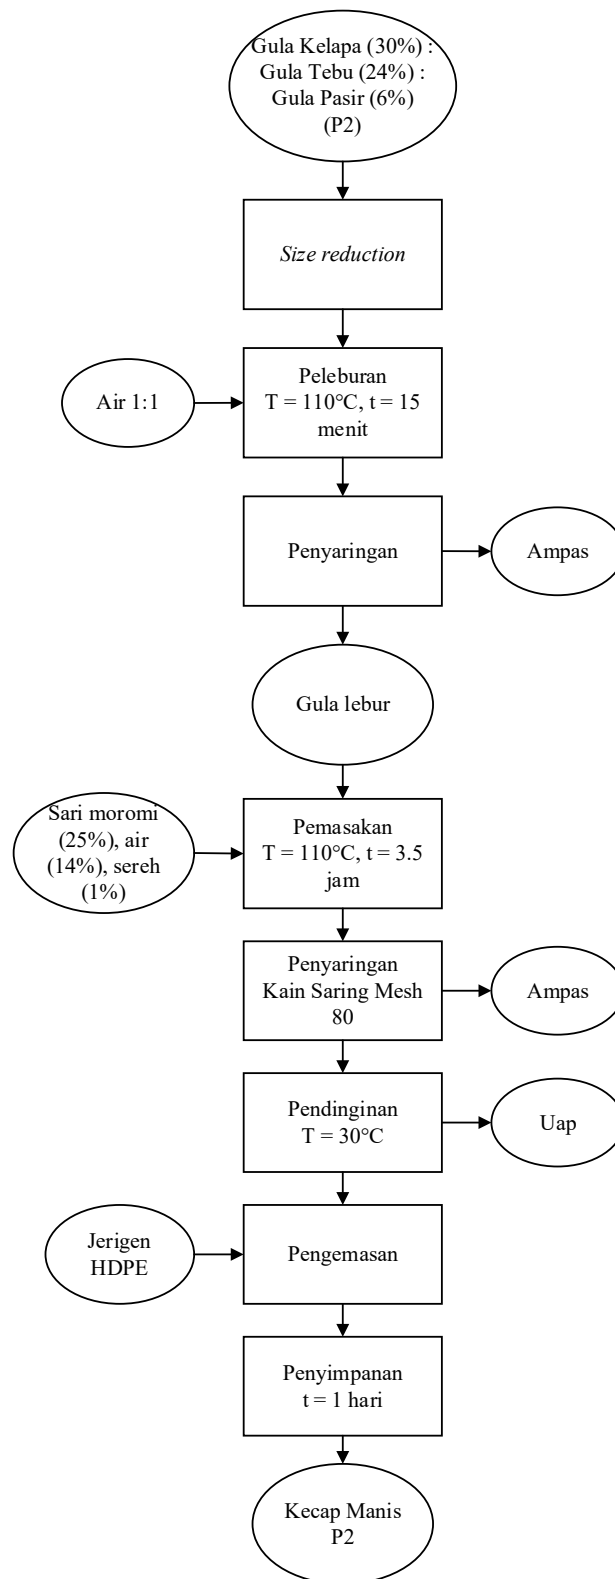 Gula Kelapa (30%) :
Gula Tebu (24%) :
Gula Pasir (6%)
(P2)
Size reduction
Air 1:1
Peleburan
T = 110°C, t = 15
menit
Penyaringan
Ampas
Gula lebur
Sari moromi
(25%), air
(14%), sereh
(1%)
Pemasakan
T = 110°C, t = 3.5
jam
Penyaringan
Kain Saring Mesh
80
Ampas
Pendinginan
T = 30°C
Uap
Jerigen
HDPE
Pengemasan
Penyimpanan
t = 1 hari
Kecap Manis
P2